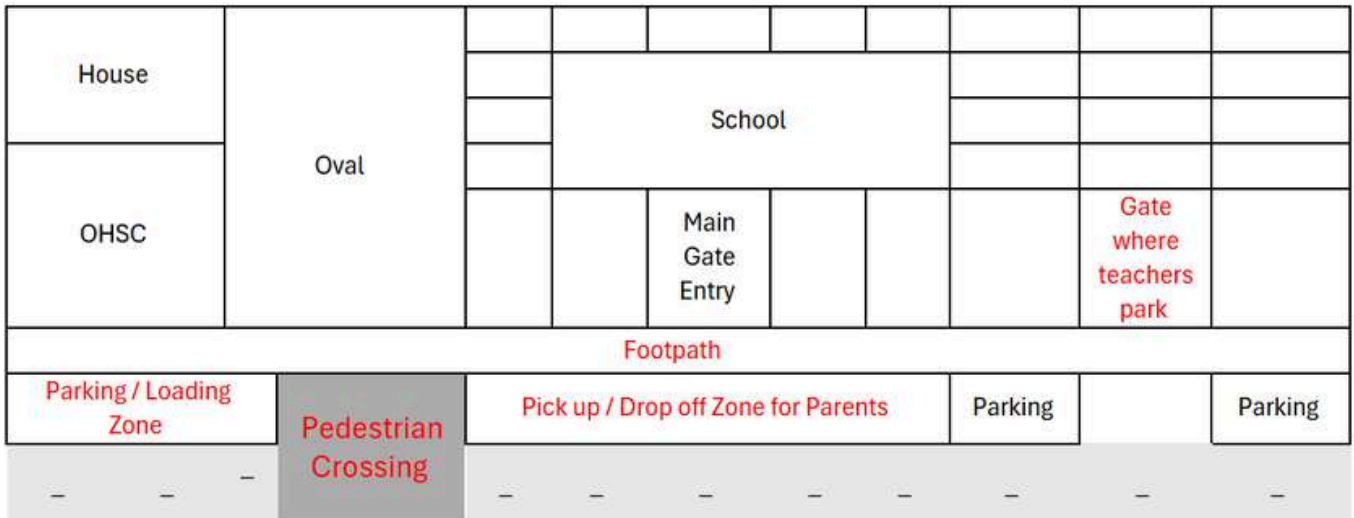 House
School
Oval
OHSC
Main
Gate
Entry
Gate
where
teachers
park
Footpath
Parking / Loading
Zone
Pedestrian
Crossing
Pick up / Drop off Zone for Parents
Parking
Parking